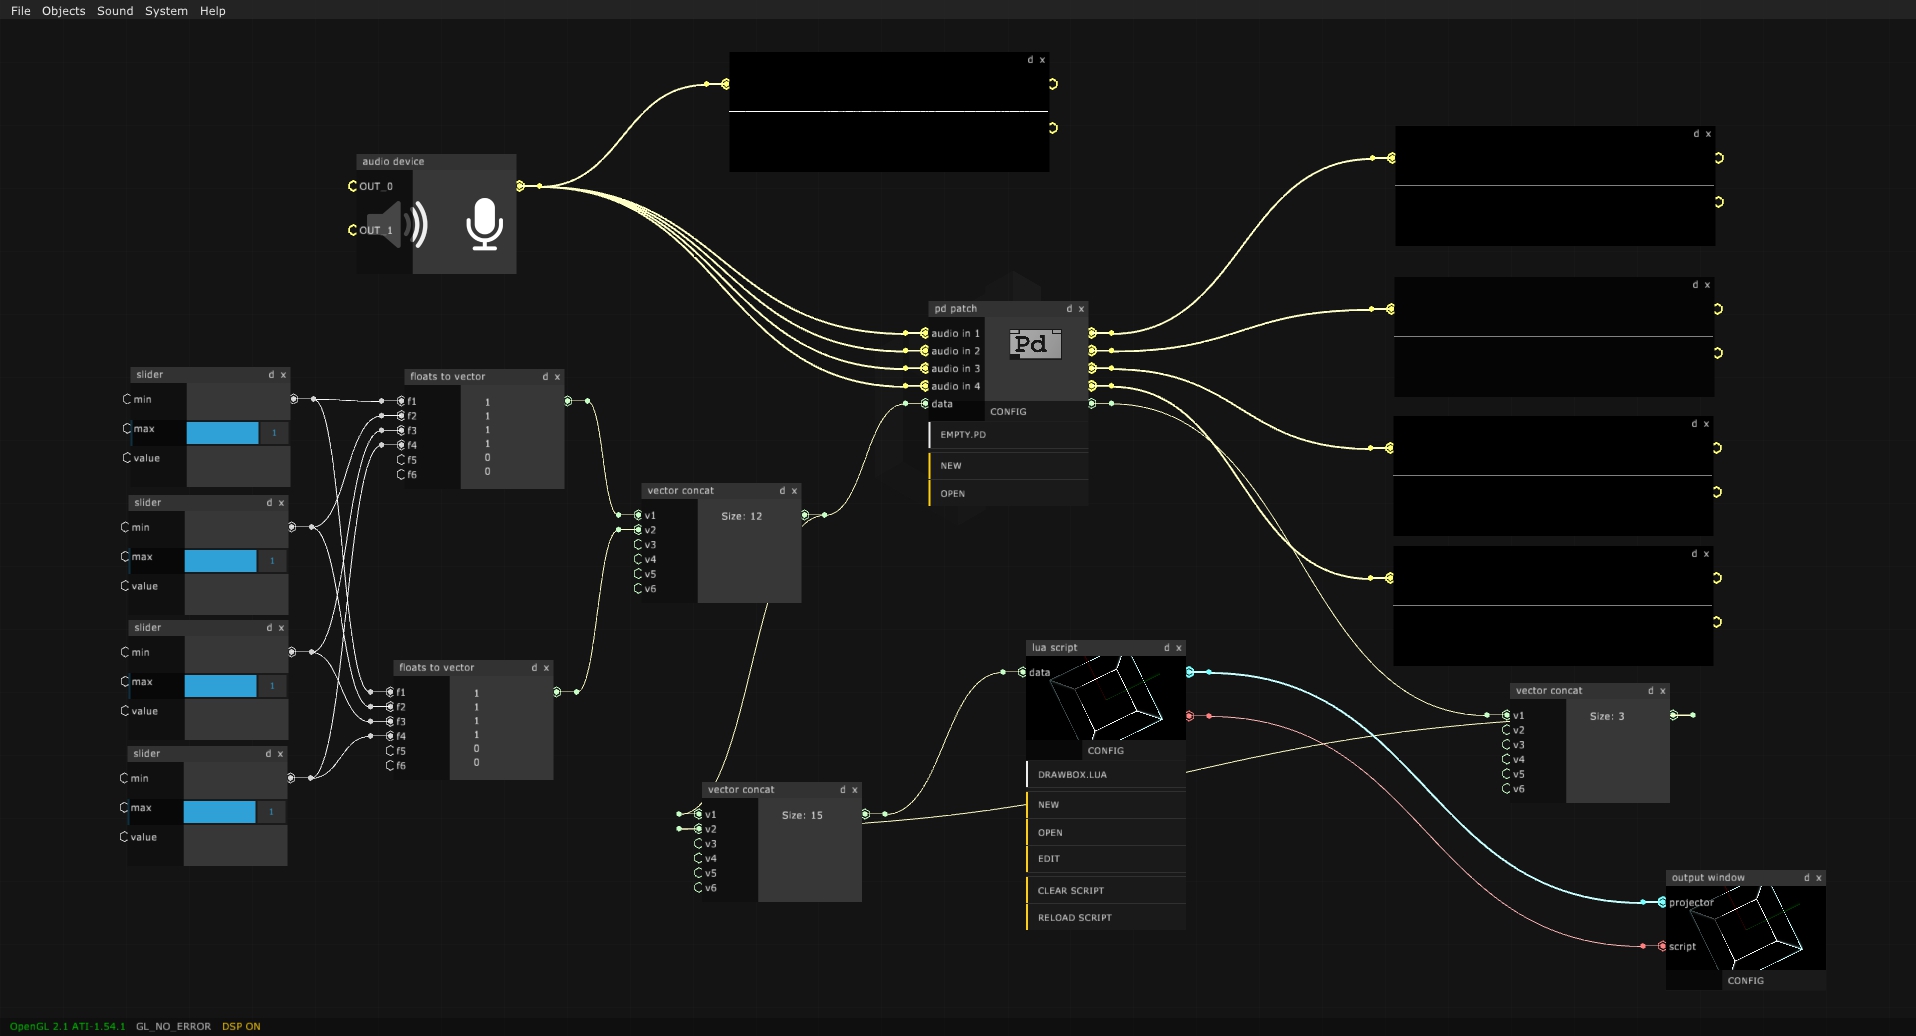 File Objects Sound System Help
d x
audio device
OUT_0
OUT_1
d x
d x
pd patch d x
audio in 1
audio in 2
audio in 3
audio in 4
data
Pd
CONFIG
EMPTY.PD
NEW
OPEN
d x
d x
slider d x
min
max 1
value
slider d x
min
max 1
value
slider d x
min
max 1
value
slider d x
min
max 1
value
floats to vector d x
f1 1
f2 1
f3 1
f4 1
f5 0
f6 0
floats to vector d x
f1 1
f2 1
f3 1
f4 1
f5 0
f6 0
vector concat d x
v1 Size: 12
v2
v3
v4
v5
v6
vector concat d x
v1 Size: 15
v2
v3
v4
v5
v6
lua script d x
data
CONFIG
DRAWBOX.LUA
NEW
OPEN
EDIT
CLEAR SCRIPT
RELOAD SCRIPT
vector concat d x
v1 Size: 3
v2
v3
v4
v5
v6
output window d x
projector
script
CONFIG
OpenGL 2.1 ATI-1.54.1 GL_NO_ERROR DSP ON